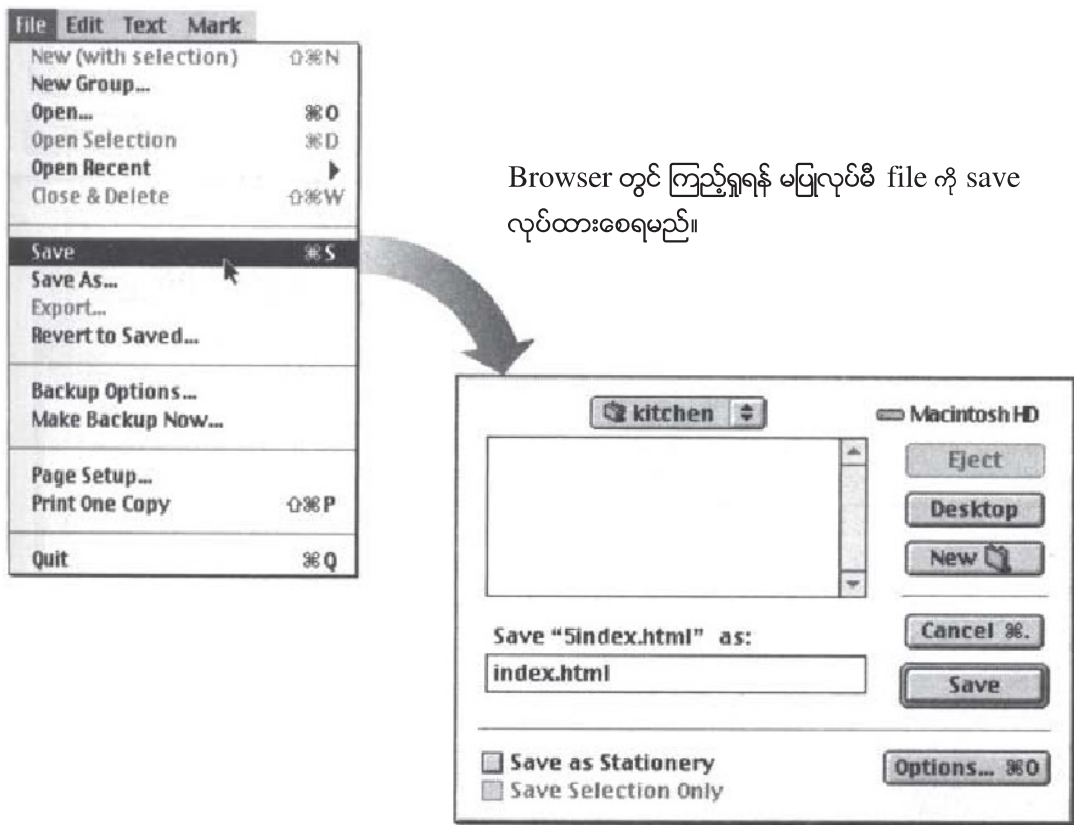 File Edit Text Mark
New (with selection) ⇧⌘N
New Group...
Open... ⌘O
Open Selection ⌘D
Open Recent
Close & Delete ⇧⌘W
Save ⌘S
Save As...
Export...
Revert to Saved...
Backup Options...
Make Backup Now...
Page Setup...
Print One Copy ⇧⌘P
Quit ⌘Q
Browser တွင် ကြည့်ရှုရန် မပြုလုပ်မီ file ကို save
လုပ်ထားစေရမည်။
kitchen
Macintosh HD
Eject
Desktop
New
Save “5index.html” as:
index.html
Cancel ⌘.
Save
Save as Stationery
Save Selection Only
Options... ⌘O